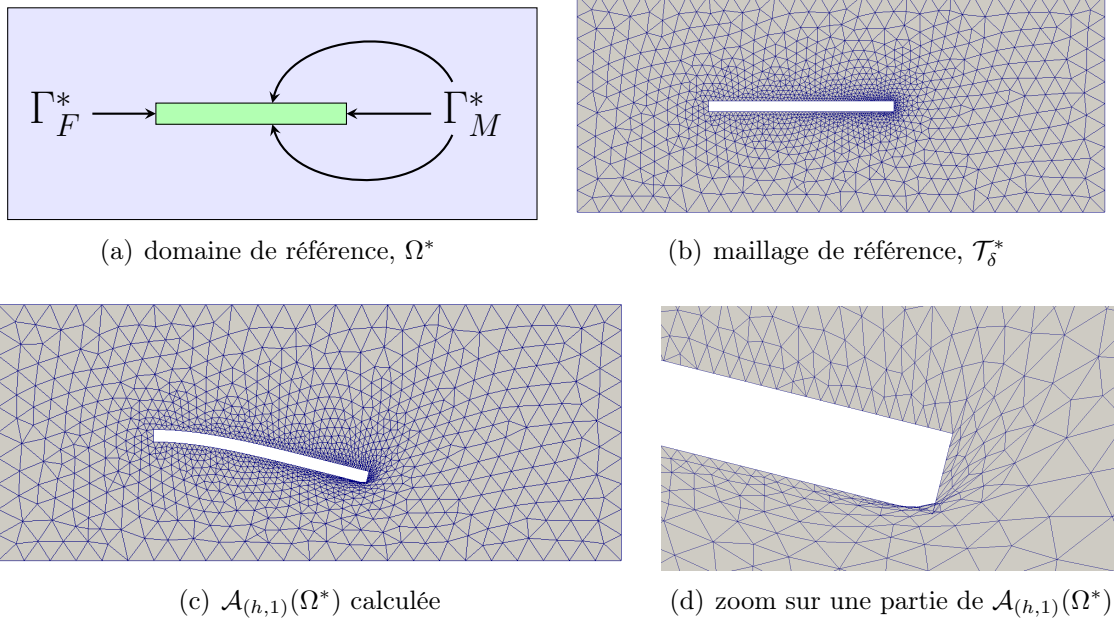 Γ*_F
Γ*_M
(a) domaine de référence, Ω*
(b) maillage de référence, 𝒯*_δ
(c) 𝒜_(h,1)(Ω*) calculée
(d) zoom sur une partie de 𝒜_(h,1)(Ω*)